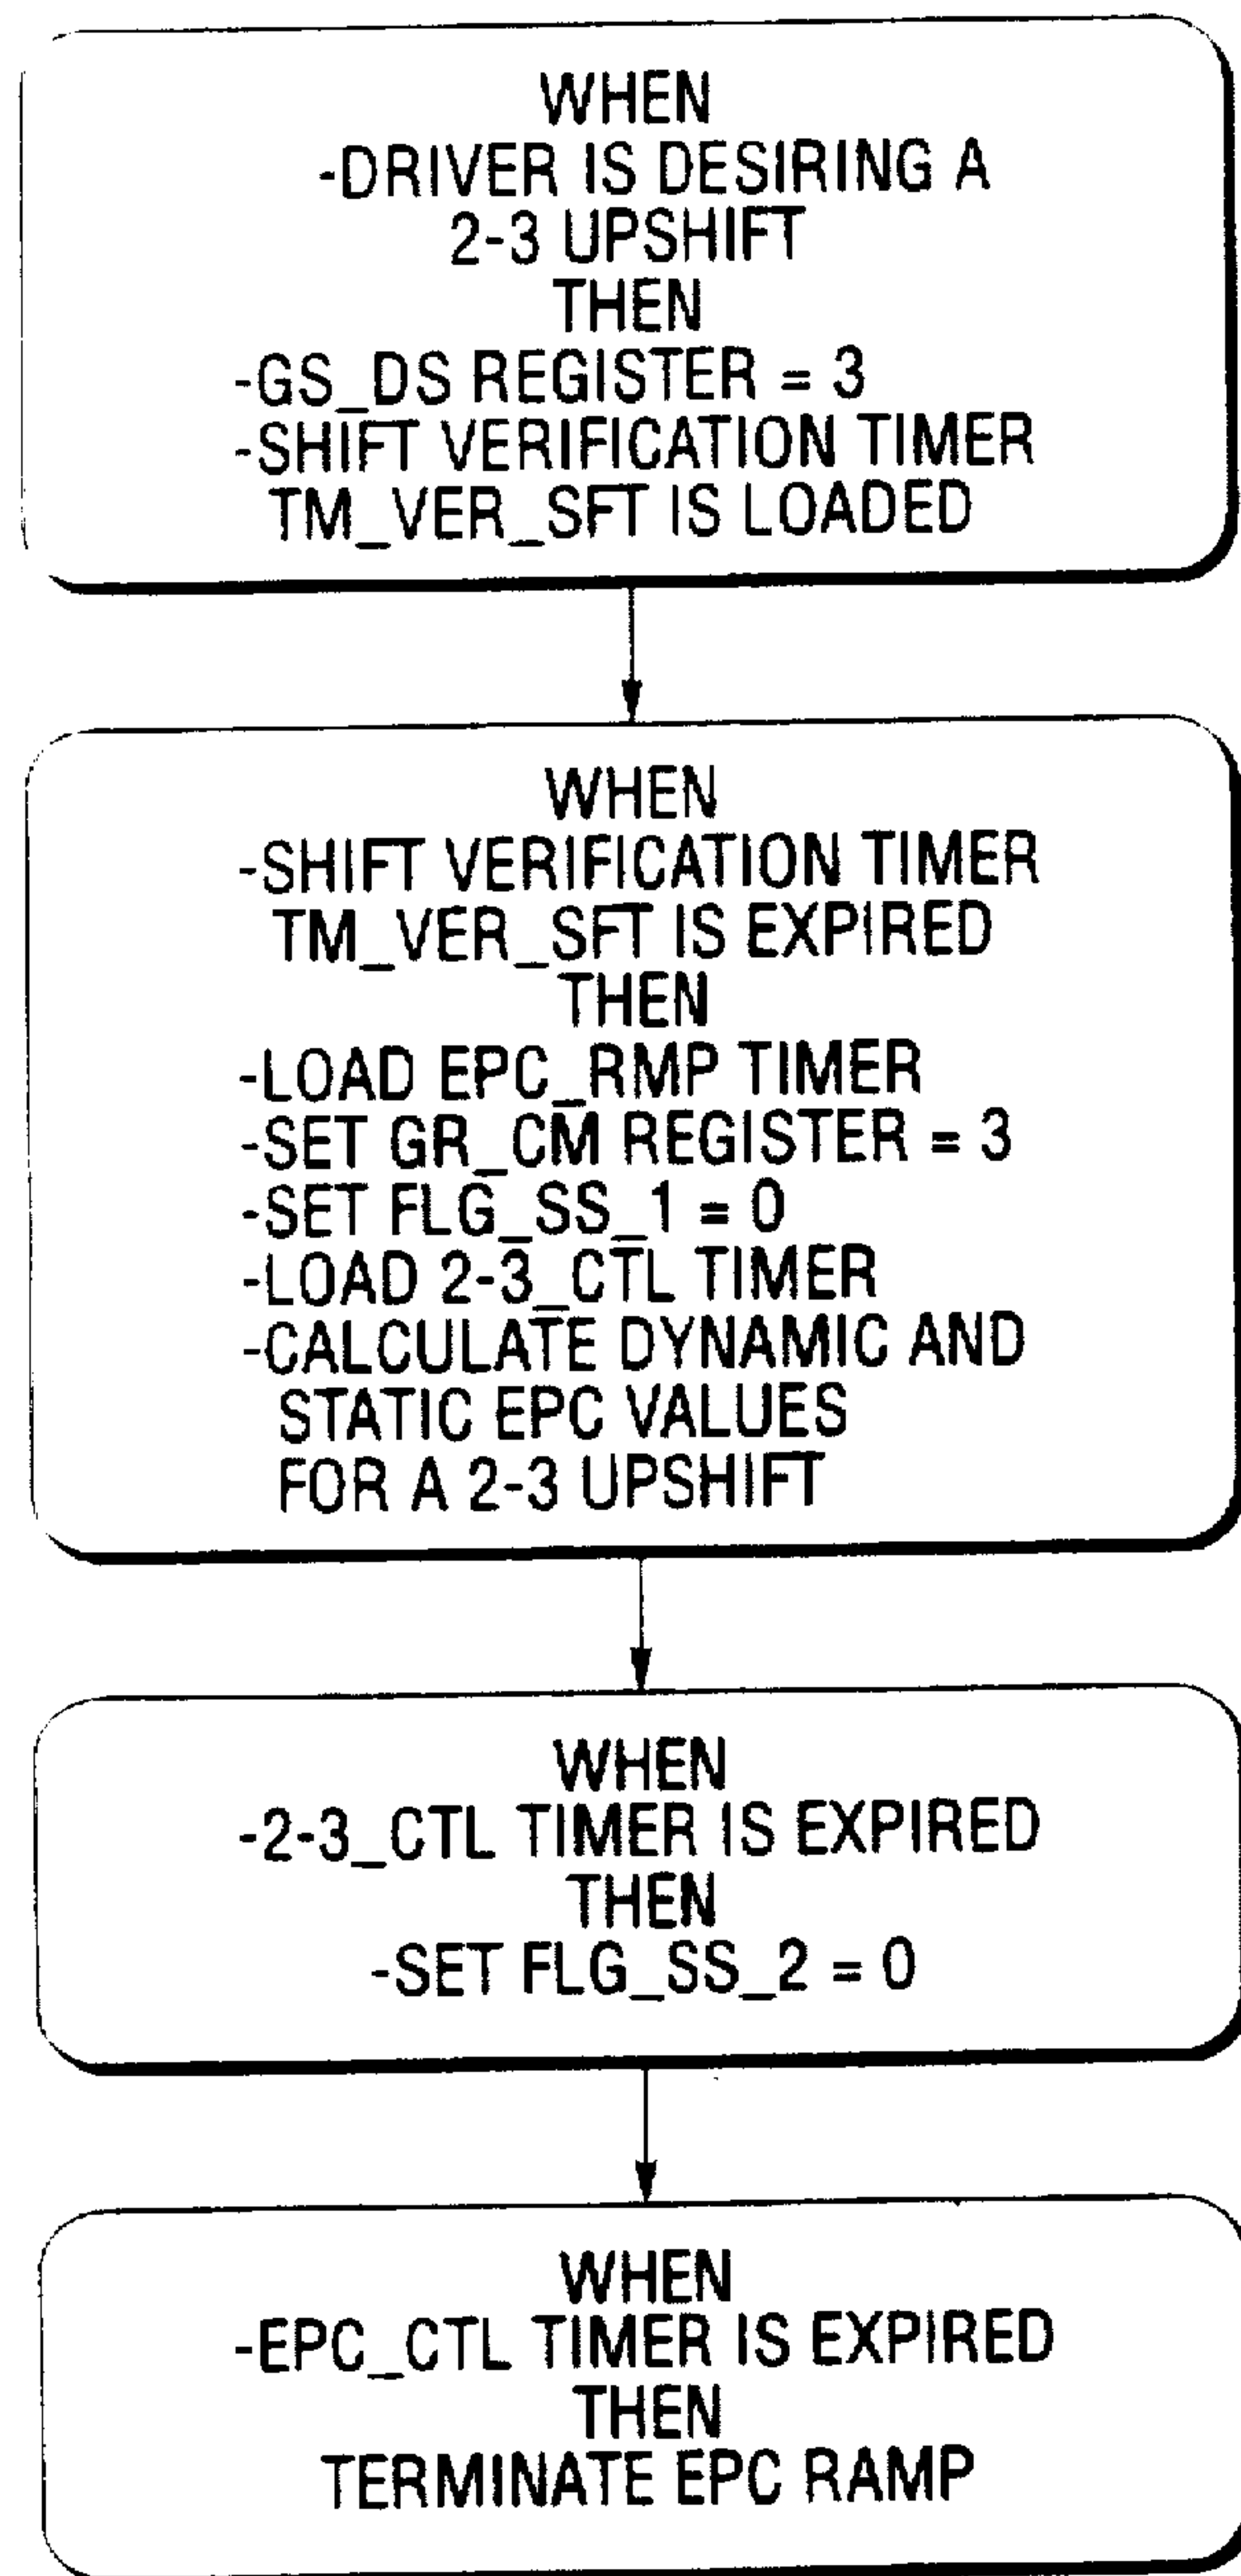 WHEN
-DRIVER IS DESIRING A
2-3 UPSHIFT
THEN
-GS_DS REGISTER = 3
-SHIFT VERIFICATION TIMER
TM_VER_SFT IS LOADED
WHEN
-SHIFT VERIFICATION TIMER
TM_VER_SFT IS EXPIRED
THEN
-LOAD EPC_RMP TIMER
-SET GR_CM REGISTER = 3
-SET FLG_SS_1 = 0
-LOAD 2-3_CTL TIMER
-CALCULATE DYNAMIC AND
STATIC EPC VALUES
FOR A 2-3 UPSHIFT
WHEN
-2-3_CTL TIMER IS EXPIRED
THEN
-SET FLG_SS_2 = 0
WHEN
-EPC_CTL TIMER IS EXPIRED
THEN
TERMINATE EPC RAMP